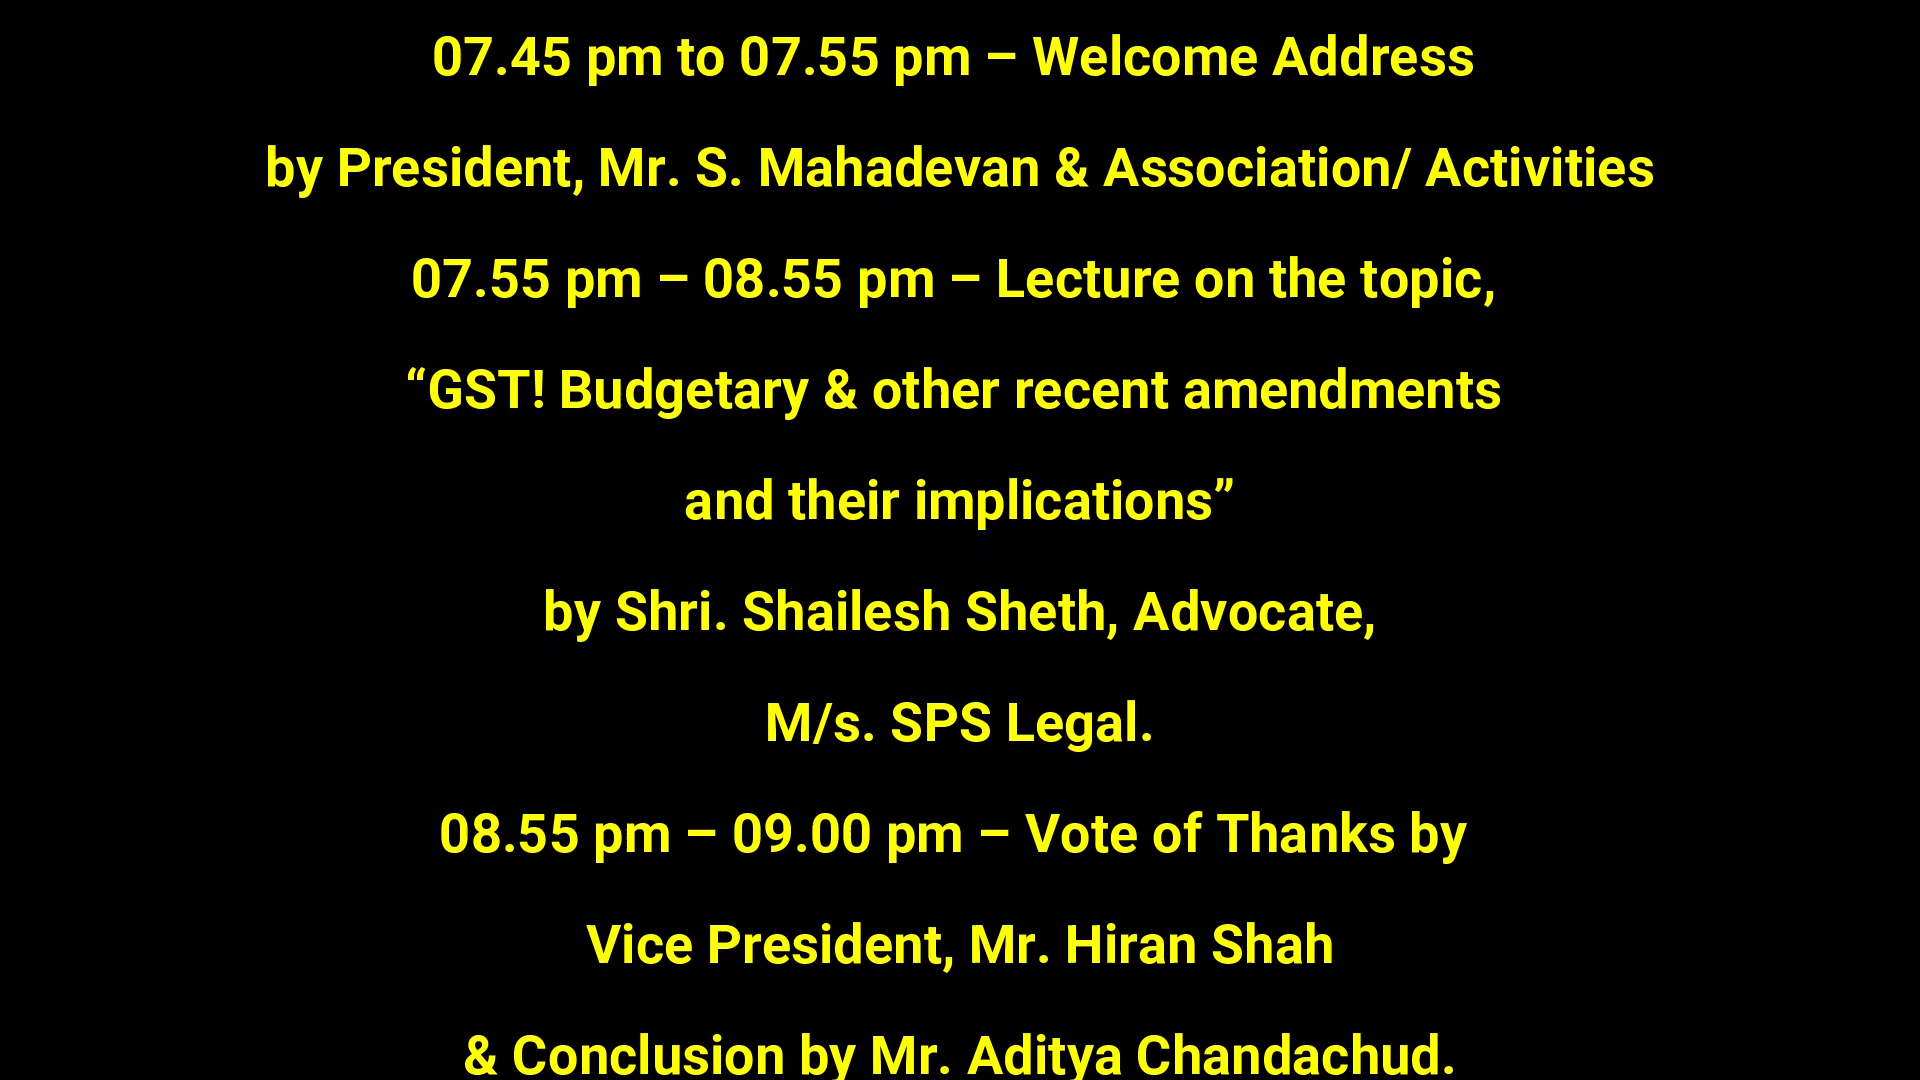 07.45 pm to 07.55 pm – Welcome Address
by President, Mr. S. Mahadevan & Association/ Activities
07.55 pm – 08.55 pm – Lecture on the topic,
“GST! Budgetary & other recent amendments
and their implications”
by Shri. Shailesh Sheth, Advocate,
M/s. SPS Legal.
08.55 pm – 09.00 pm – Vote of Thanks by
Vice President, Mr. Hiran Shah
& Conclusion by Mr. Aditya Chandachud.